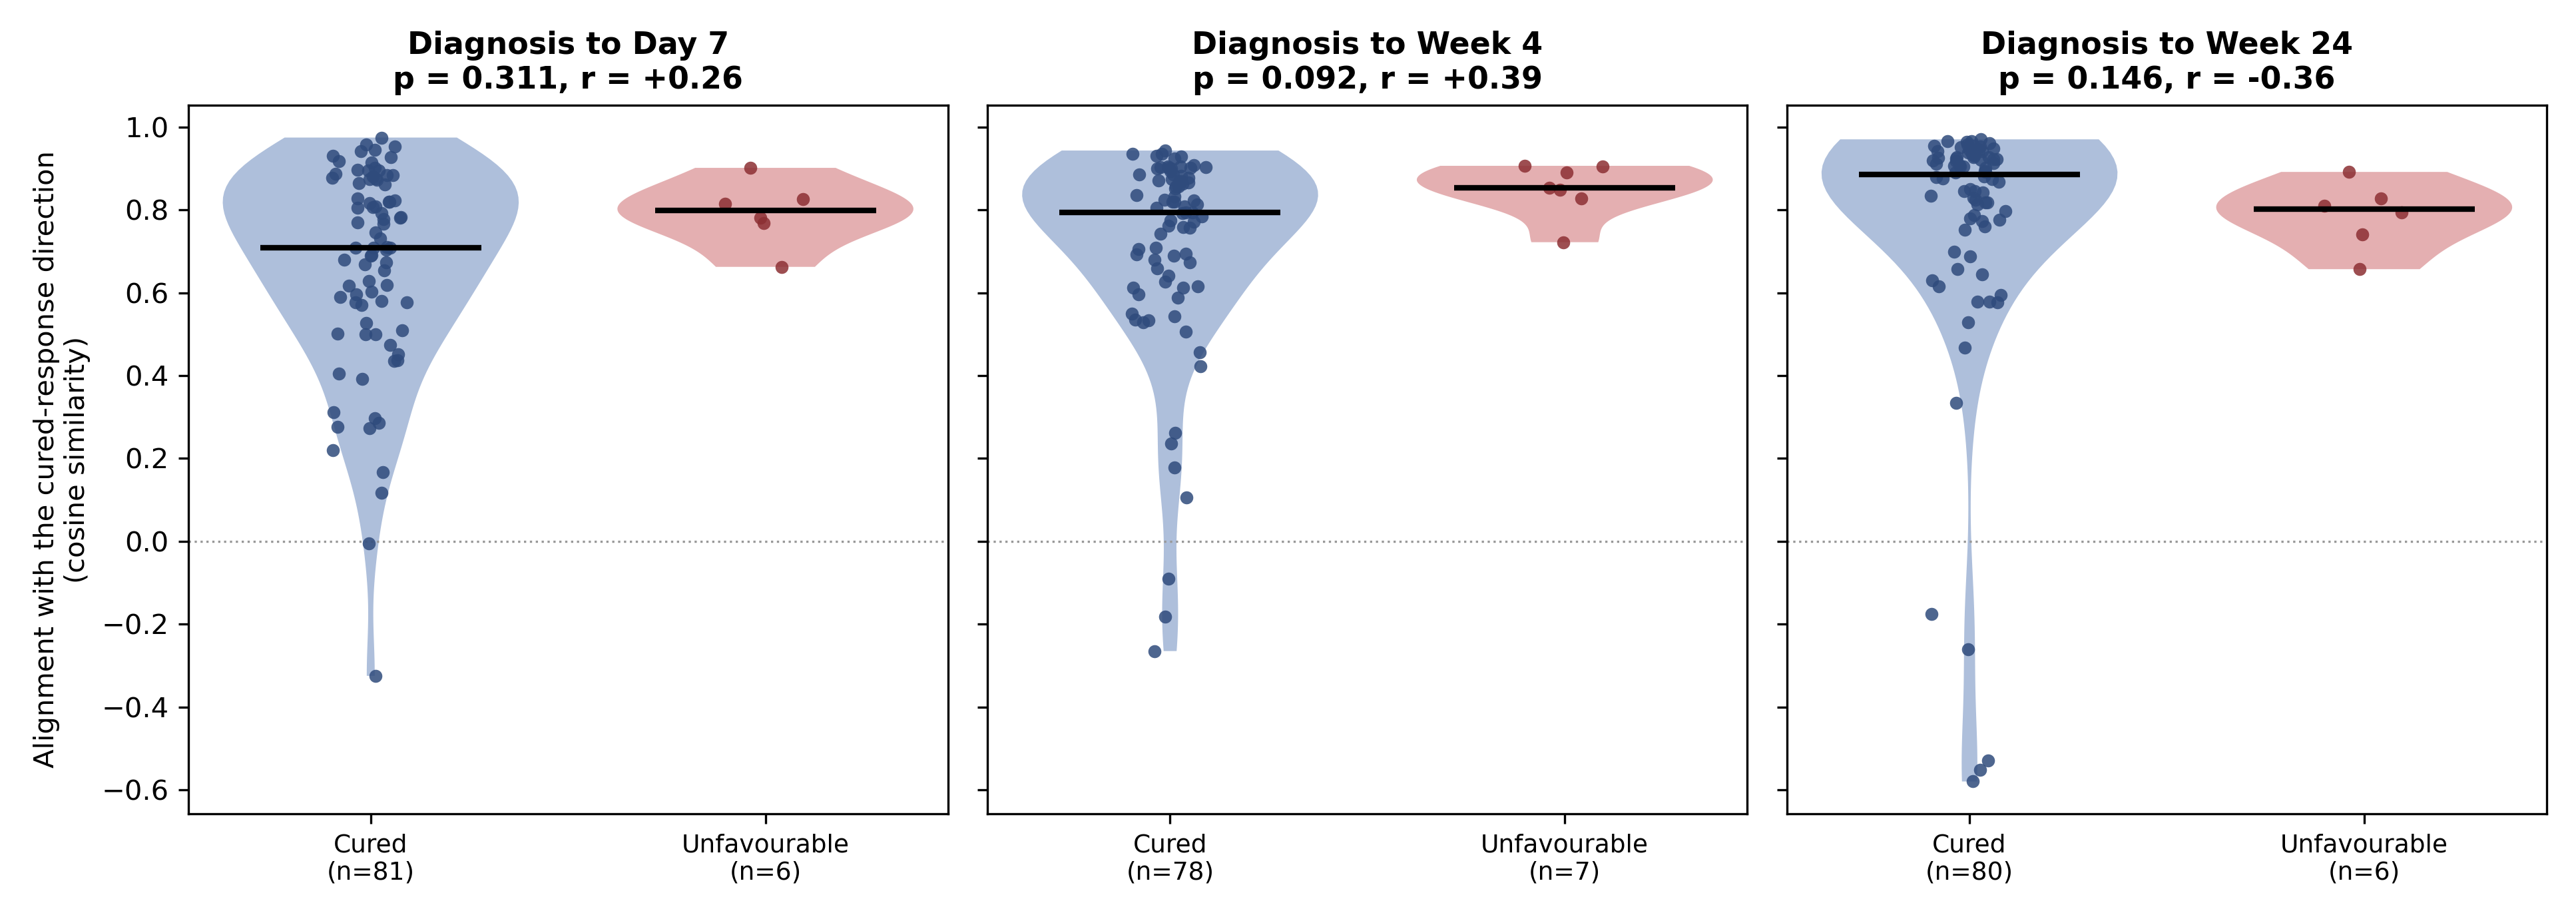 Diagnosis to Day 7
p = 0.311, r = +0.26
Diagnosis to Week 4
p = 0.092, r = +0.39
Diagnosis to Week 24
p = 0.146, r = -0.36
Alignment with the cured-response direction
(cosine similarity)
1.0
0.8
0.6
0.4
0.2
0.0
−0.2
−0.4
−0.6
Cured
(n=81)
Unfavourable
(n=6)
Cured
(n=78)
Unfavourable
(n=7)
Cured
(n=80)
Unfavourable
(n=6)